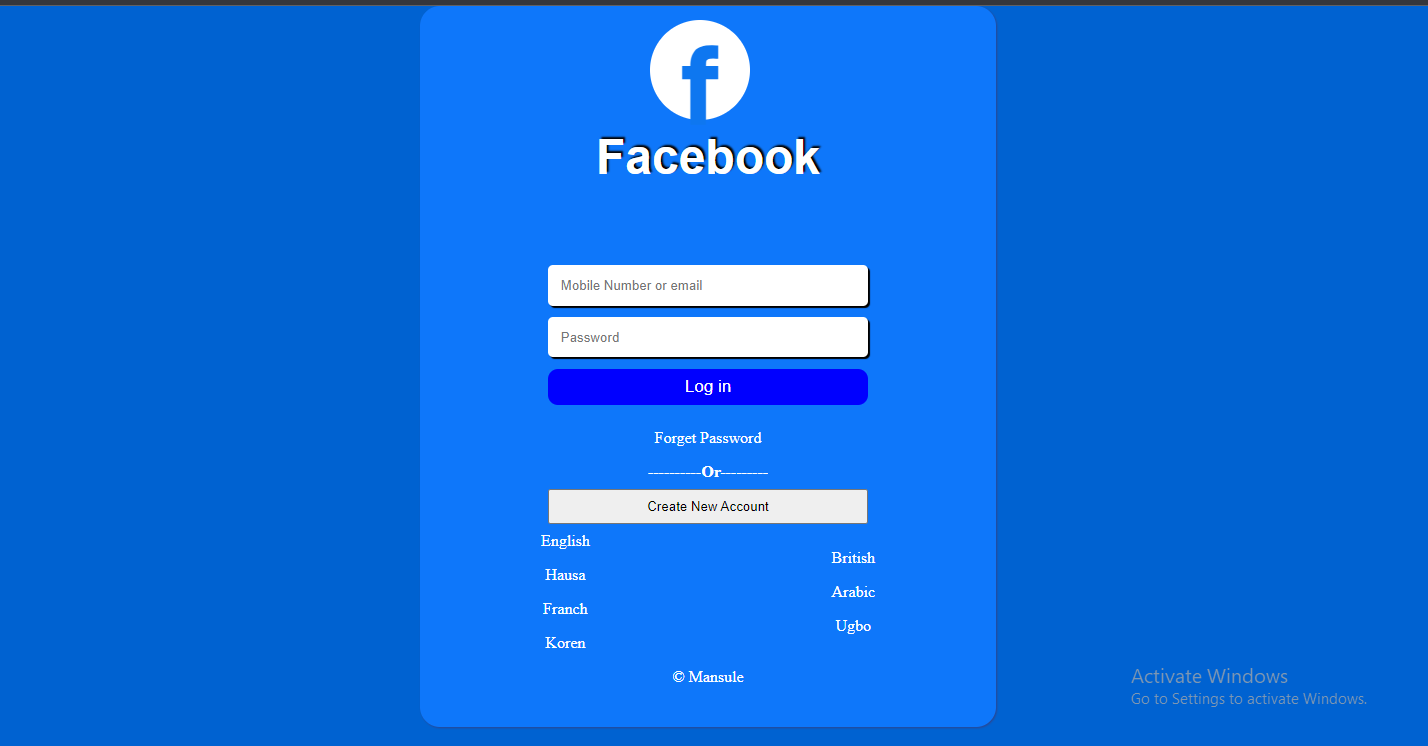 f
Facebook
Mobile Number or email
Password
Log in
Forget Password
----------Or---------
Create New Account
English
Hausa
Franch
Koren
British
Arabic
Ugbo
© Mansule
Activate Windows
Go to Settings to activate Windows.